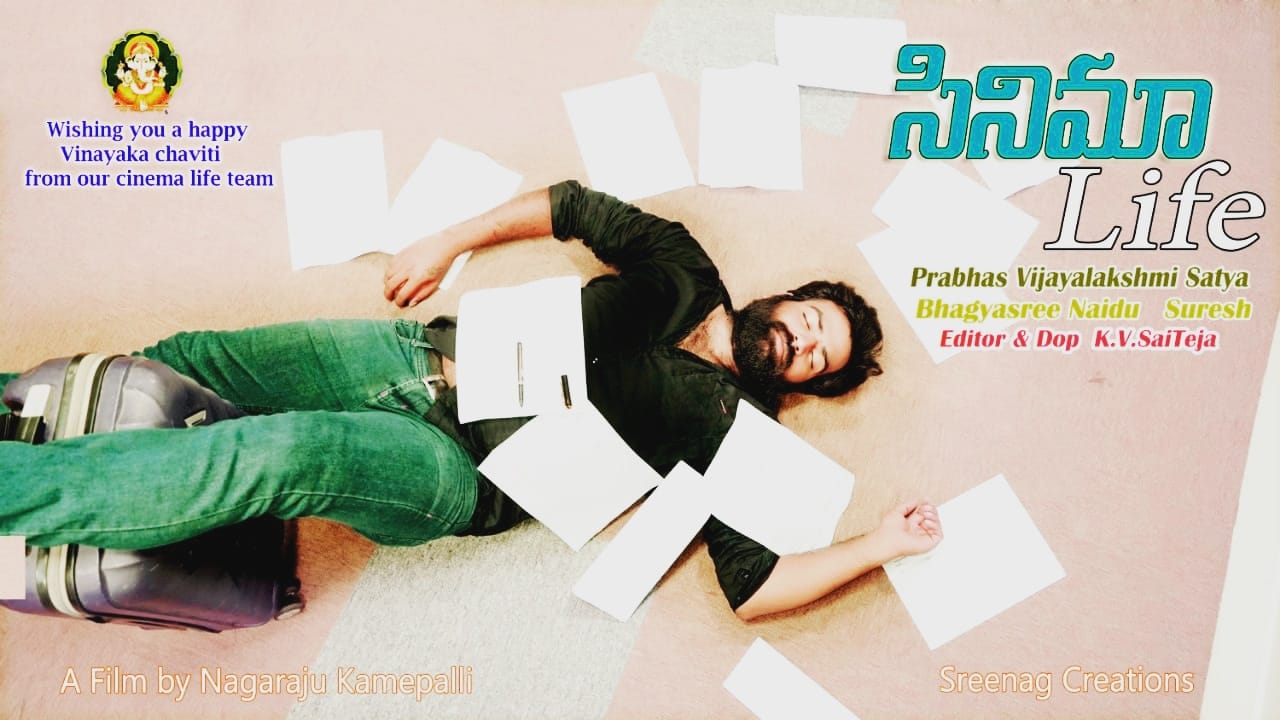 Wishing you a happy
Vinayaka chaviti
from our cinema life team
సినిమా
Life
Prabhas Vijayalakshmi Satya
Bhagyasree Naidu Suresh
Editor & Dop K.V.SaiTeja
A Film by Nagaraju Kamepalli
Sreenag Creations